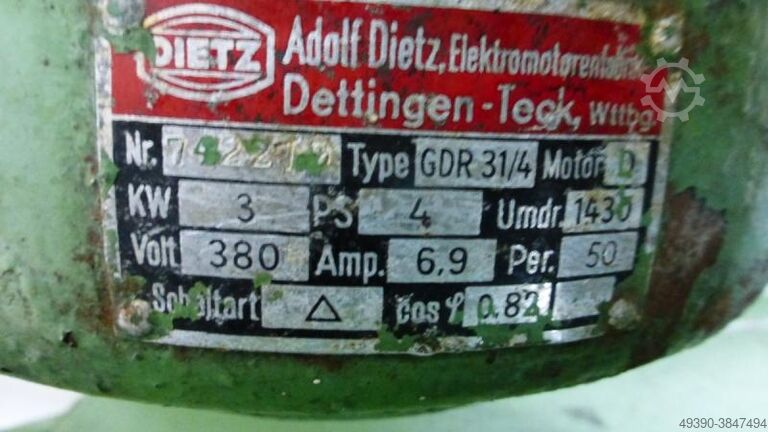 DIETZ
Adolf Dietz, Elektromotorenfabrik
Dettingen-Teck, Wttbg.
Nr. Type GDR 31/4 Motor D
KW 3 PS 4 Umdr. 1430
Volt 380 Amp. 6,9 Per. 50
Schaltart △ cos φ 0,82
49390-3847494